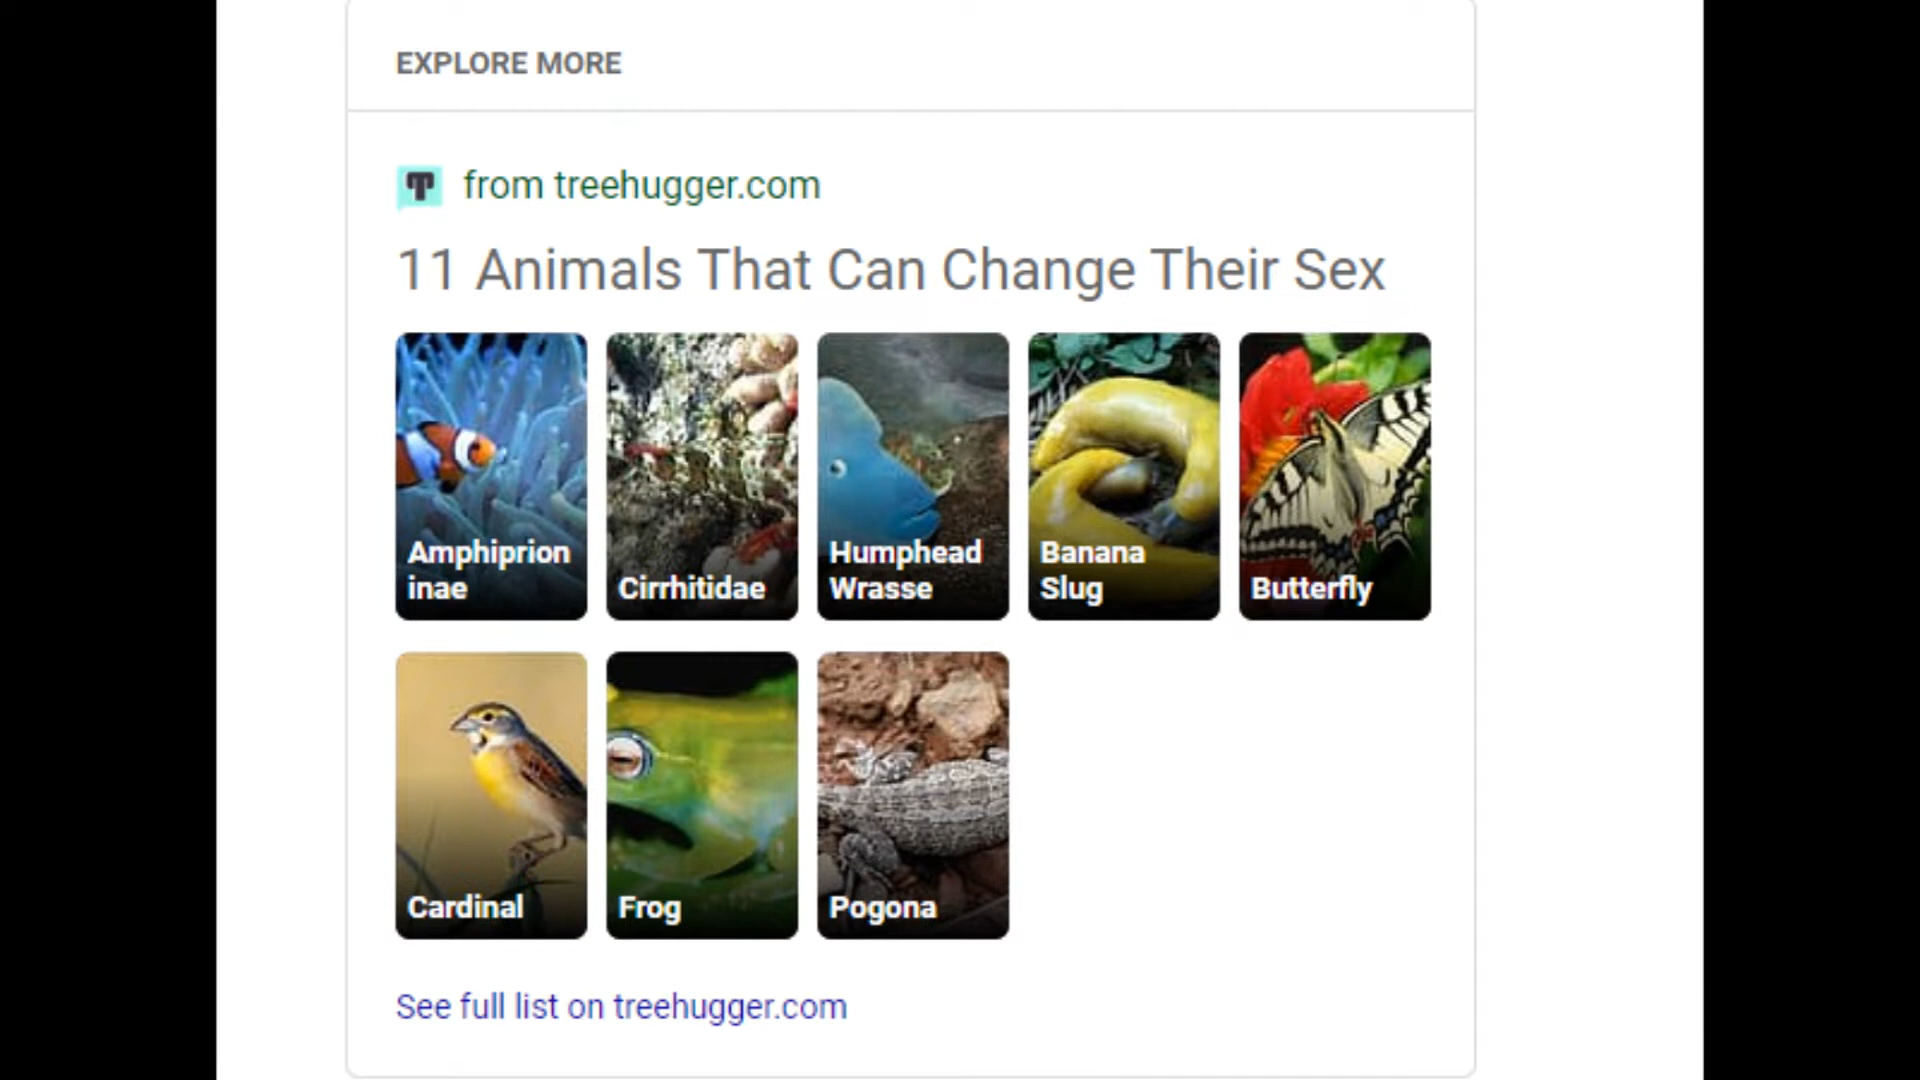 EXPLORE MORE
from treehugger.com
11 Animals That Can Change Their Sex
Amphiprion
inae
Cirrhitidae
Humphead
Wrasse
Banana
Slug
Butterfly
Cardinal
Frog
Pogona
See full list on treehugger.com